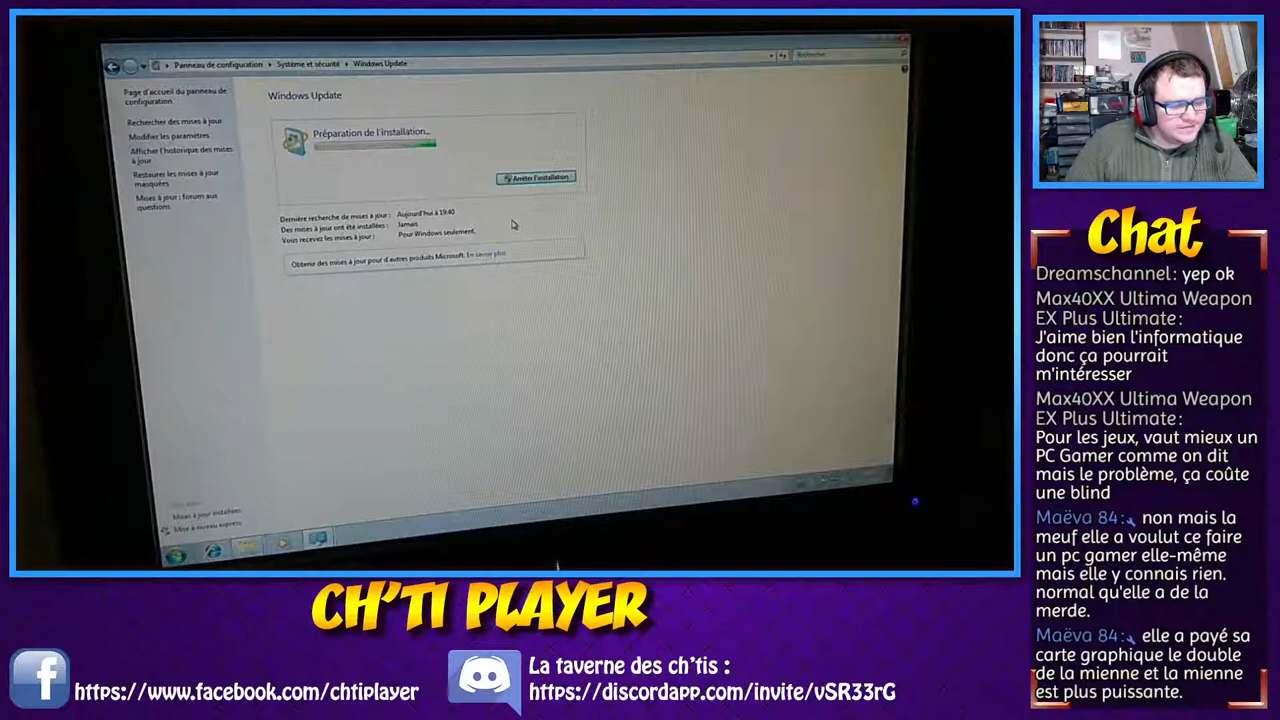 Panneau de configuration
Système et sécurité
Windows Update
Rechercher
Page d'accueil du panneau de
configuration
Rechercher des mises à jour
Modifier les paramètres
Afficher l'historique des mises
à jour
Restaurer les mises à jour
masquées
Mises à jour : forum aux
questions
Mises à jour installées
Mise à niveau express
Windows Update
Préparation de l'installation...
Arrêter l'installation
Dernière recherche de mises à jour : Aujourd'hui à 19:40
Des mises à jour ont été installées : Jamais
Vous recevez les mises à jour : Pour Windows seulement.
Obtenir des mises à jour pour d'autres produits Microsoft. En savoir plus
Chat
Dreamschannel: yep ok
Max40XX Ultima Weapon
EX Plus Ultimate:
J'aime bien l'informatique
donc ça pourrait
m'intéresser
Max40XX Ultima Weapon
EX Plus Ultimate:
Pour les jeux, vaut mieux un
PC Gamer comme on dit
mais le problème, ça coûte
une blind
Maëva 84: non mais la
meuf elle a voulut ce faire
un pc gamer elle-même
mais elle y connais rien.
normal qu'elle a de la
merde.
Maëva 84: elle a payé sa
carte graphique le double
de la mienne et la mienne
est plus puissante.
CH'TI PLAYER
https://www.facebook.com/chtiplayer
La taverne des ch'tis :
https://discordapp.com/invite/vSR33rG